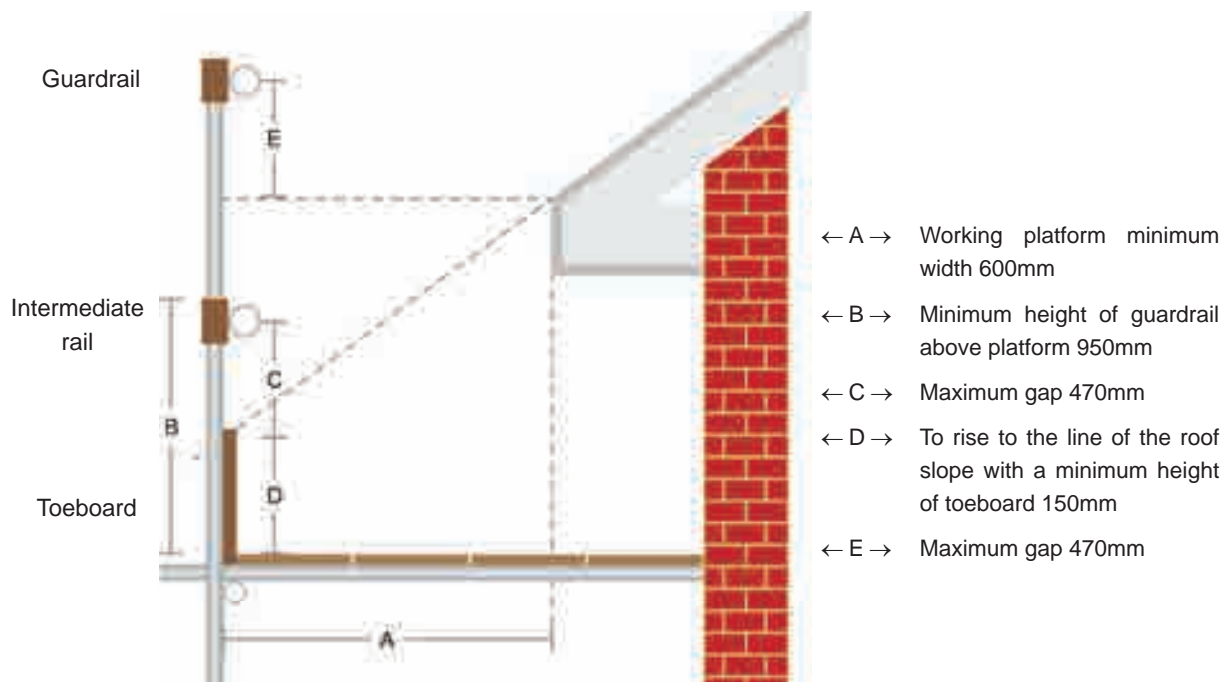 Guardrail
E
← A → Working platform minimum
width 600mm
Intermediate
rail
← B → Minimum height of guardrail
above platform 950mm
C
← C → Maximum gap 470mm
B
← D → To rise to the line of the roof
slope with a minimum height
of toeboard 150mm
D
Toeboard
← E → Maximum gap 470mm
A